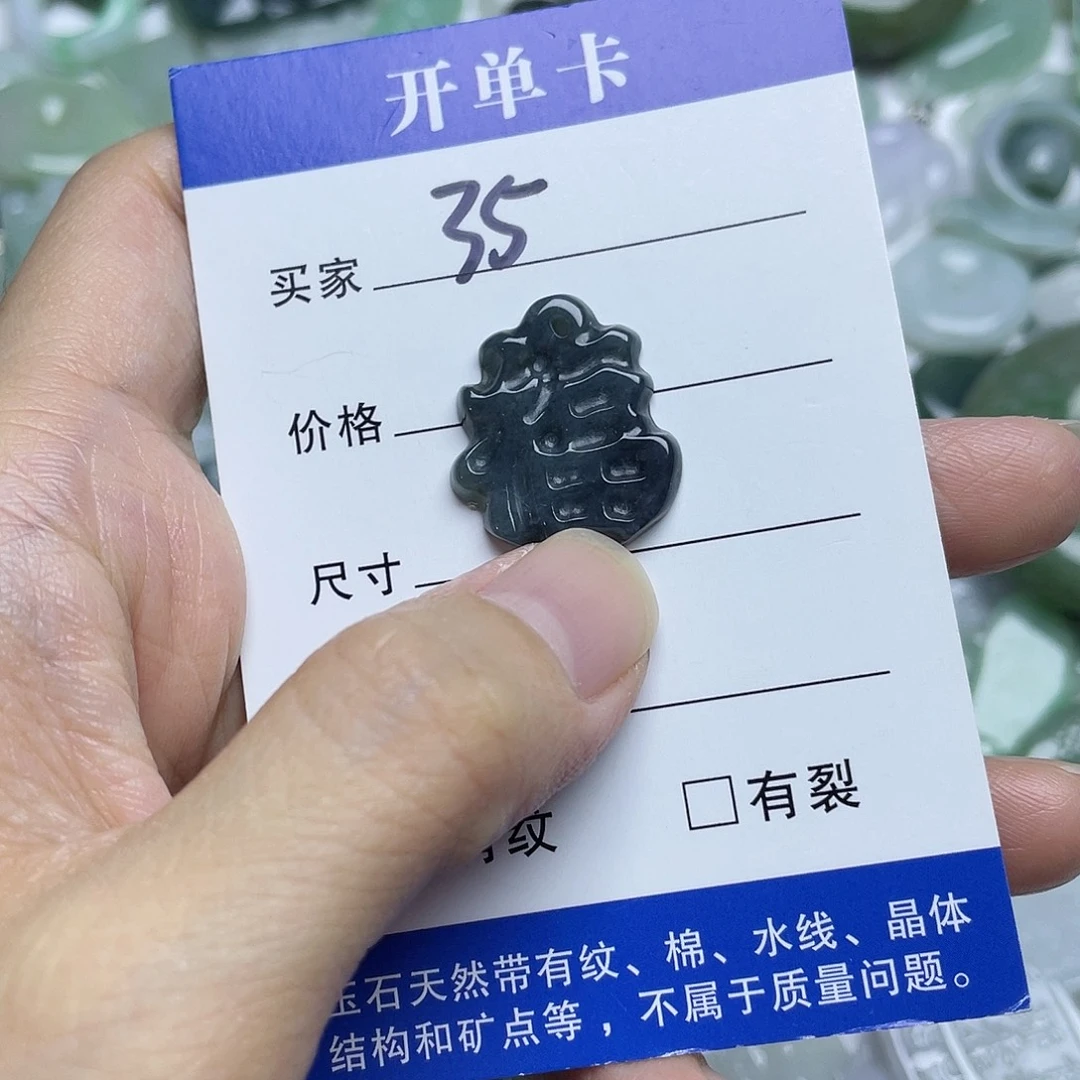 开单卡
买家 35
价格
尺寸
纹 □有裂
玉石天然带有纹、棉、水线、晶体
结构和矿点等，不属于质量问题。
福